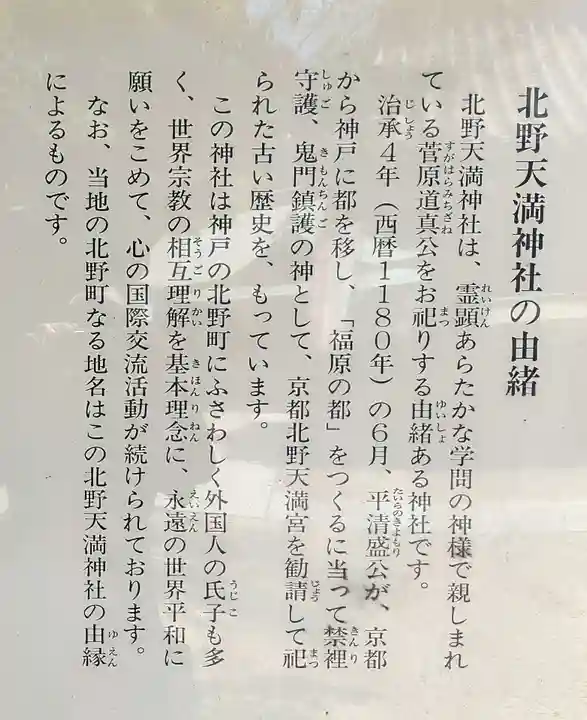 北野天満神社の由緒
北野天満神社は、霊顕あらたかな学問の神様で親しまれ
ている菅原道真公をお祀りする由緒ある神社です。
治承４年（西暦１１８０年）の６月、平清盛公が、京都
から神戸に都を移し、「福原の都」をつくるに当って禁裡
守護、鬼門鎮護の神として、京都北野天満宮を勧請して祀
られた古い歴史を、もっています。
この神社は神戸の北野町にふさわしく外国人の氏子も多
く、世界宗教の相互理解を基本理念に、永遠の世界平和に
願いをこめて、心の国際交流活動が続けられております。
なお、当地の北野町なる地名はこの北野天満神社の由縁
によるものです。